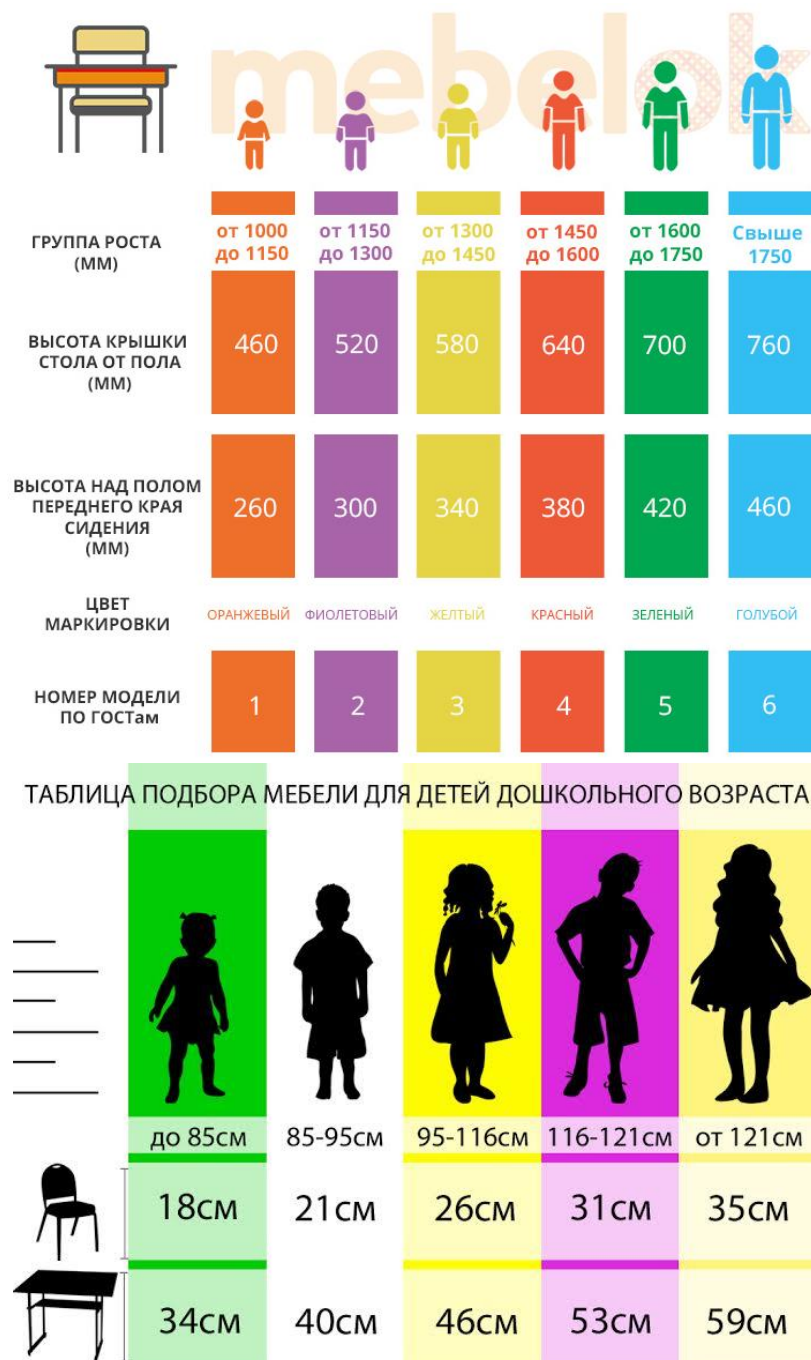 mebelok
ГРУППА РОСТА
(ММ)
от 1000
до 1150
от 1150
до 1300
от 1300
до 1450
от 1450
до 1600
от 1600
до 1750
Свыше
1750
ВЫСОТА КРЫШКИ
СТОЛА ОТ ПОЛА
(ММ)
460
520
580
640
700
760
ВЫСОТА НАД ПОЛОМ
ПЕРЕДНЕГО КРАЯ
СИДЕНИЯ
(ММ)
260
300
340
380
420
460
ЦВЕТ
МАРКИРОВКИ
ОРАНЖЕВЫЙ
ФИОЛЕТОВЫЙ
ЖЕЛТЫЙ
КРАСНЫЙ
ЗЕЛЕНЫЙ
ГОЛУБОЙ
НОМЕР МОДЕЛИ
ПО ГОСТам
1
2
3
4
5
6
ТАБЛИЦА ПОДБОРА МЕБЕЛИ ДЛЯ ДЕТЕЙ ДОШКОЛЬНОГО ВОЗРАСТА
до 85см
85-95см
95-116см
116-121см
от 121см
18см
21см
26см
31см
35см
34см
40см
46см
53см
59см